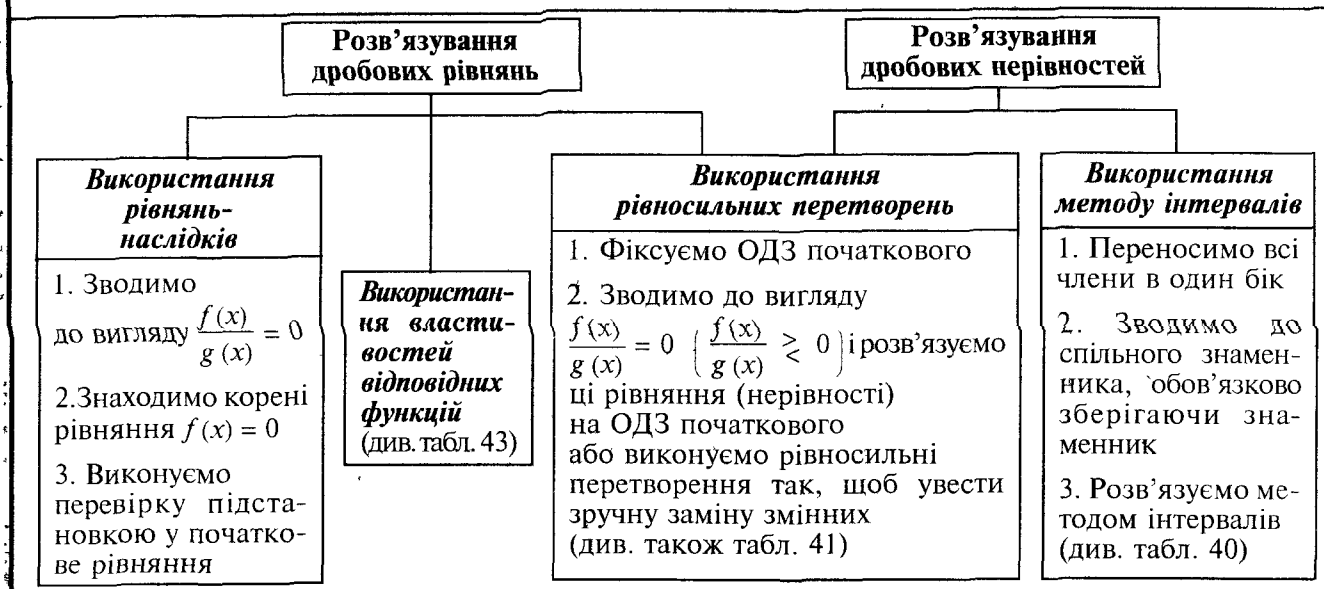 Розв'язування
дробових рівнянь
Розв'язування
дробових нерівностей
Використання
рівнянь-
наслідків
1. Зводимо
до вигляду f(x)/g(x) = 0
2.Знаходимо корені
рівняння f(x) = 0
3. Виконуємо
перевірку підста-
новкою у початко-
ве рівняння
Використан-
ня власти-
востей
відповідних
функцій
(див. табл. 43)
Використання
рівносильних перетворень
1. Фіксуємо ОДЗ початкового
2. Зводимо до вигляду
f(x)/g(x) = 0 (f(x)/g(x) ≷ 0) і розв'язуємо
ці рівняння (нерівності)
на ОДЗ початкового
або виконуємо рівносильні
перетворення так, щоб увести
зручну заміну змінних
(див. також табл. 41)
Використання
методу інтервалів
1. Переносимо всі
члени в один бік
2. Зводимо до
спільного знамен-
ника, обов'язково
зберігаючи зна-
менник
3. Розв'язуємо ме-
тодом інтервалів
(див. табл. 40)